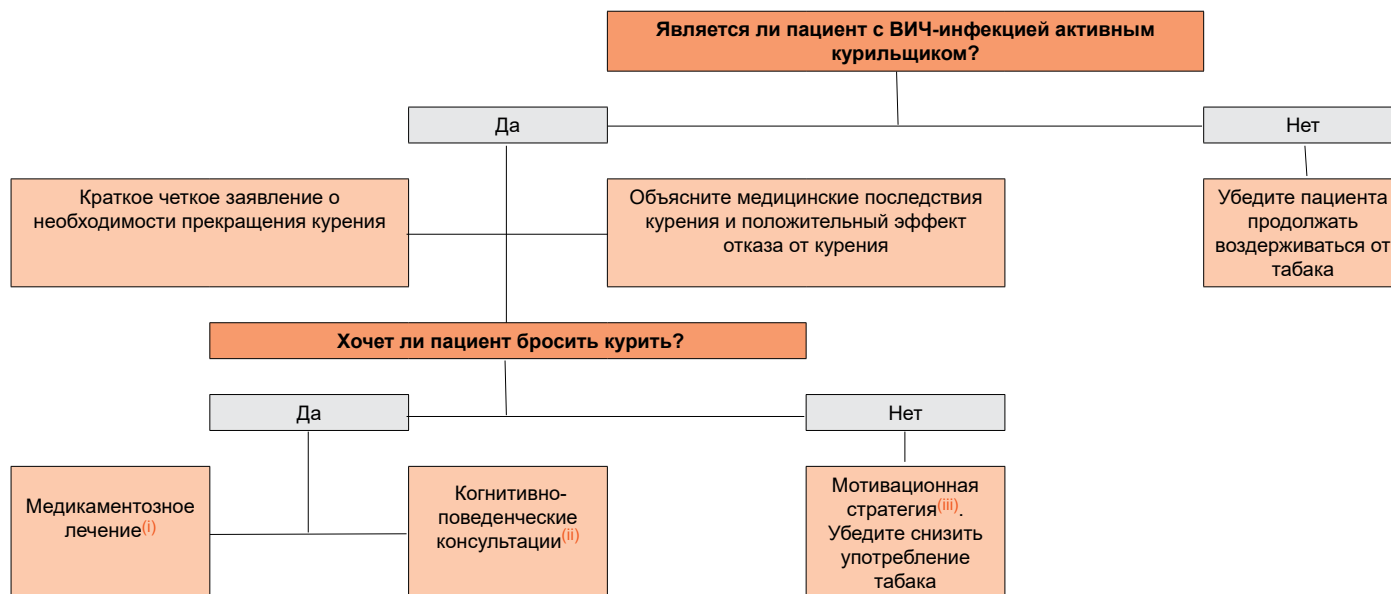 Является ли пациент с ВИЧ-инфекцией активным
курильщиком?
Да
Нет
Краткое четкое заявление о
необходимости прекращения курения
Объясните медицинские последствия
курения и положительный эффект
отказа от курения
Убедите пациента
продолжать
воздерживаться от
табака
Хочет ли пациент бросить курить?
Да
Нет
Медикаментозное
лечение(i)
Когнитивно-
поведенческие
консультации(ii)
Мотивационная
стратегия(iii).
Убедите снизить
употребление
табака